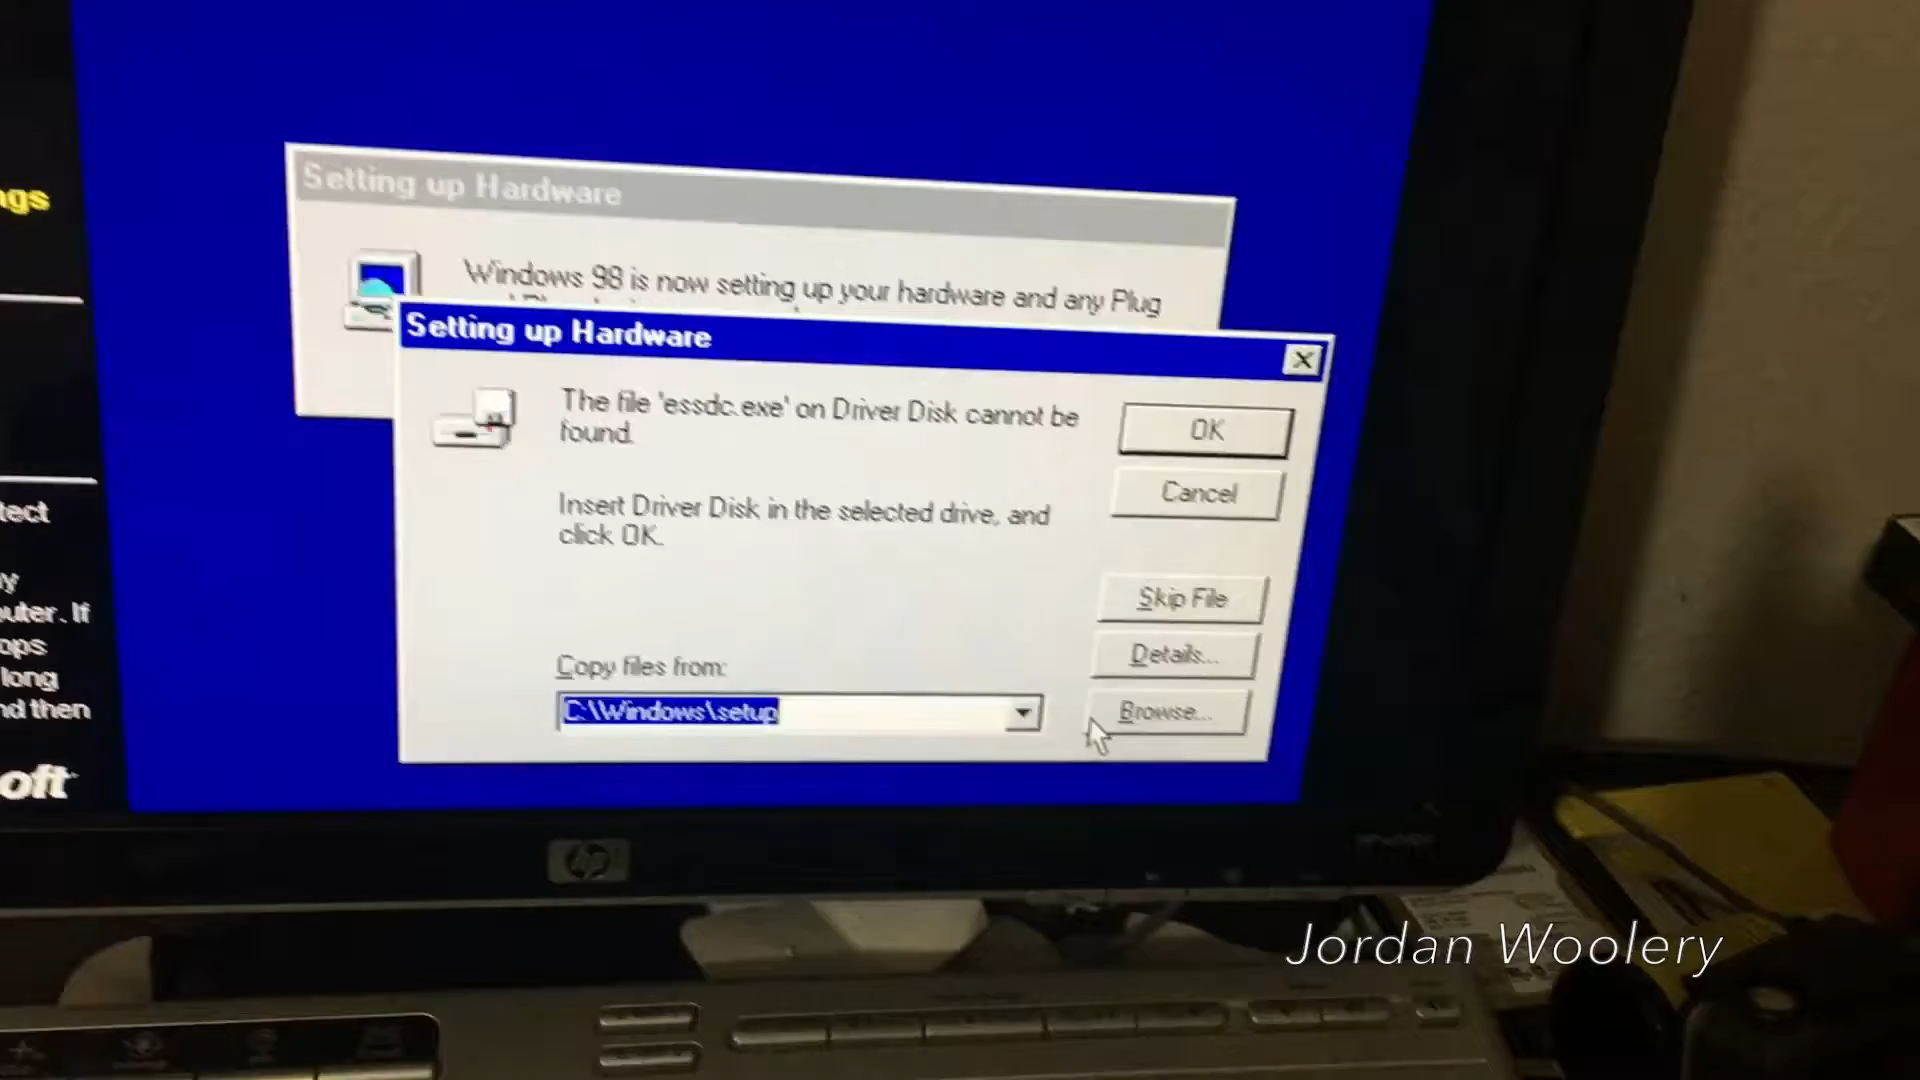 ngs
tect
y
outer. If
ops
long
nd then
oft
Setting up Hardware
Windows 98 is now setting up your hardware and any Plug
Setting up Hardware
The file 'essdc.exe' on Driver Disk cannot be
found.
Insert Driver Disk in the selected drive, and
click OK.
Copy files from:
C:\Windows\setup
OK
Cancel
Skip File
Details...
Browse...
hp
Jordan Woolery